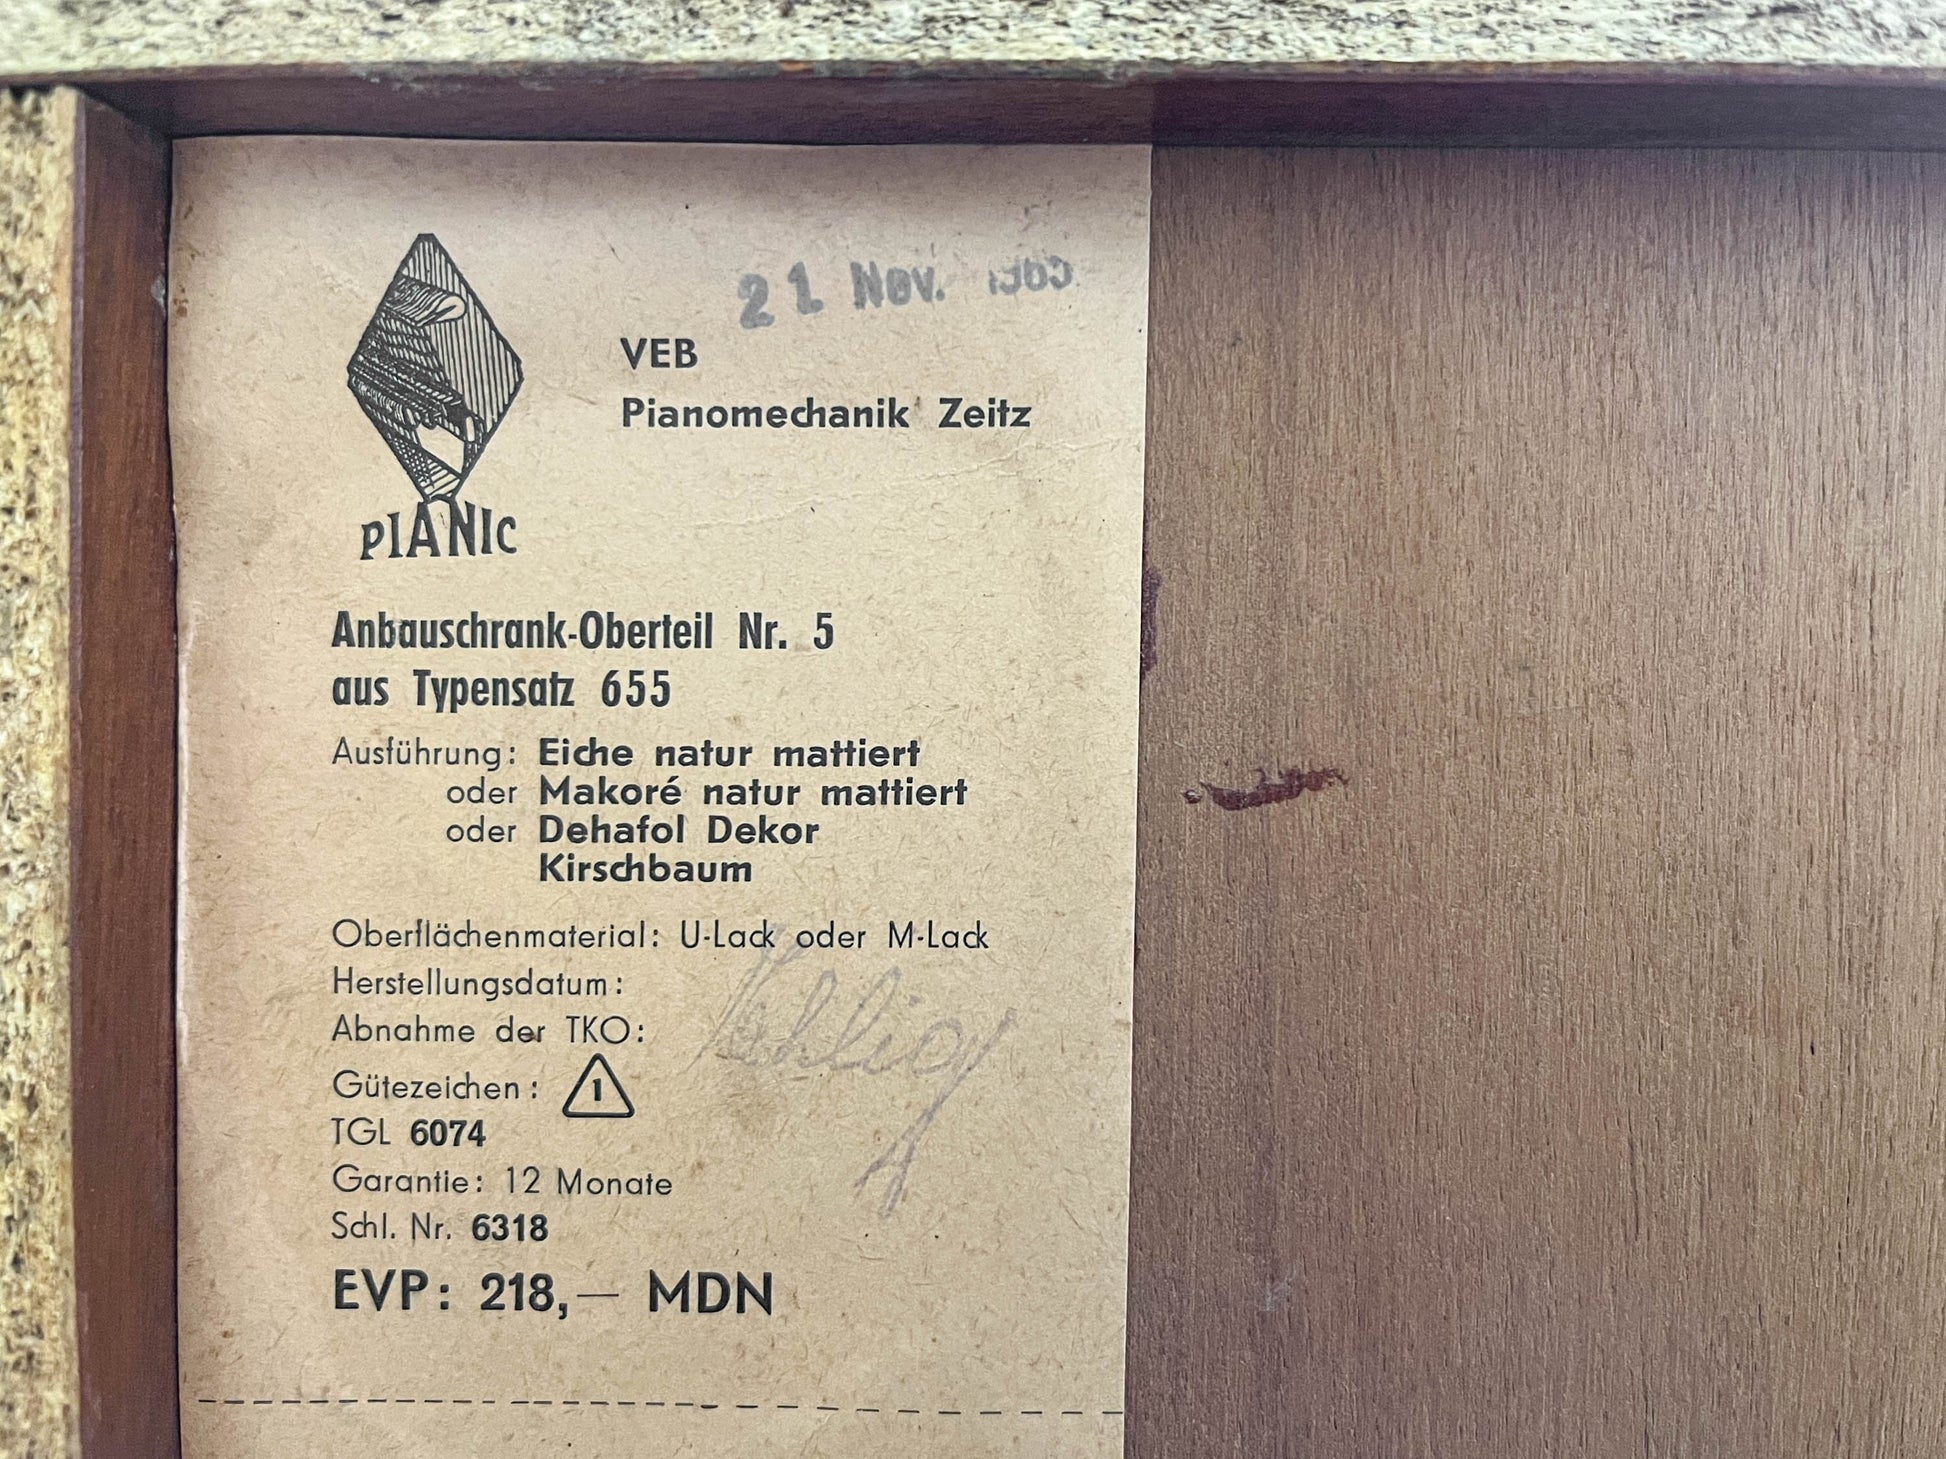 21 Nov.
VEB
Pianomechanik Zeitz
PIANIC
Anbauschrank-Oberteil Nr. 5
aus Typensatz 655
Ausführung: Eiche natur mattiert
oder Makoré natur mattiert
oder Dehafol Dekor
Kirschbaum
Oberflächenmaterial: U-Lack oder M-Lack
Herstellungsdatum:
Abnahme der TKO:
Gütezeichen: 1
TGL 6074
Garantie: 12 Monate
Schl. Nr. 6318
EVP: 218,— MDN